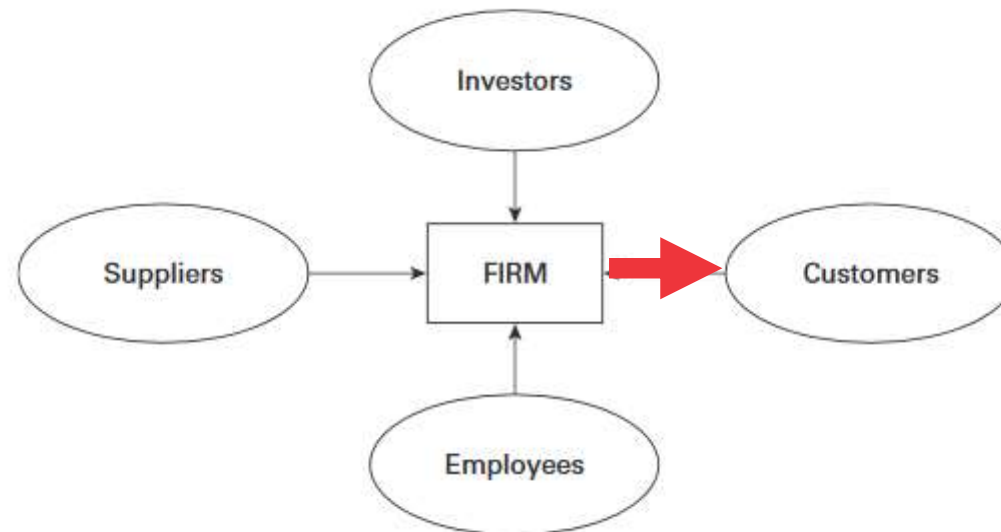 Investors
Suppliers
FIRM
Customers
Employees